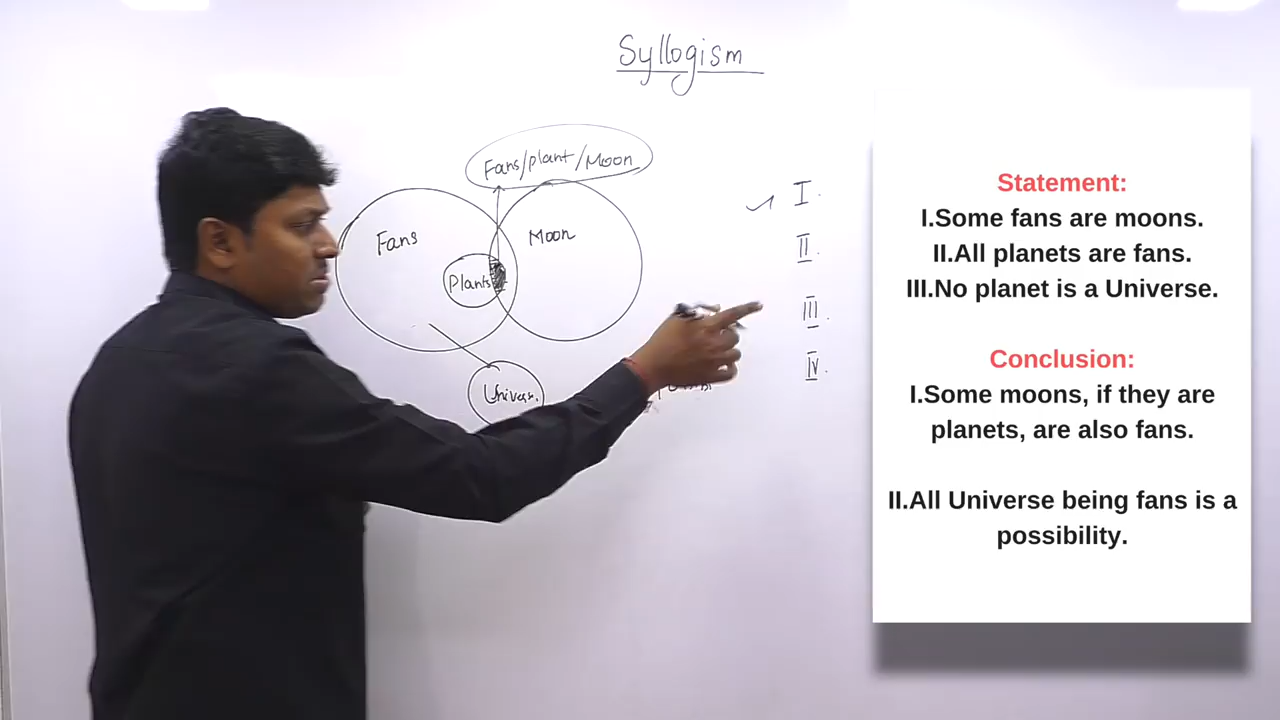 Syllogism
Fans/plant/Moon
Fans
Moon
Plants
Univers.
I.
II.
III.
IV.
Statement:
I.Some fans are moons.
II.All planets are fans.
III.No planet is a Universe.
Conclusion:
I.Some moons, if they are
planets, are also fans.
II.All Universe being fans is a
possibility.